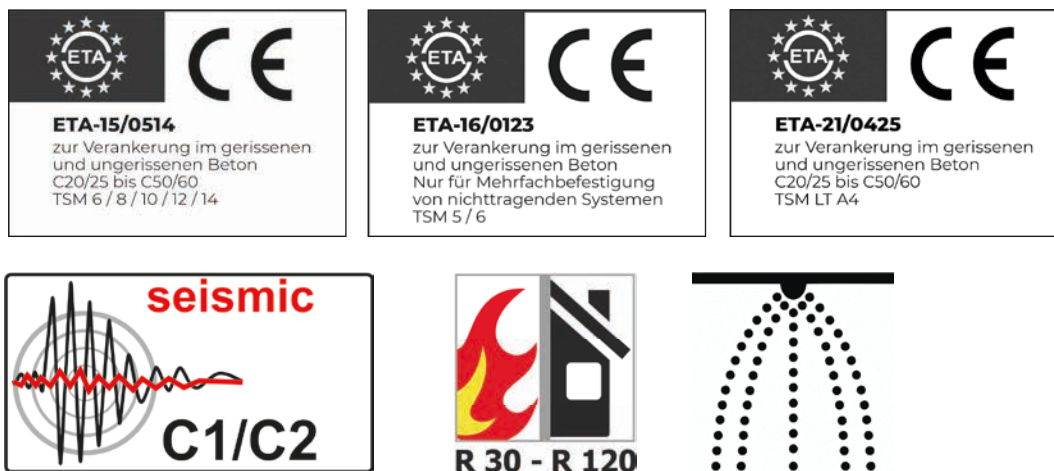 ETA
CE
ETA-15/0514
zur Verankerung im gerissenen
und ungerissenen Beton
C20/25 bis C50/60
TSM 6 / 8 / 10 / 12 / 14
ETA
CE
ETA-16/0123
zur Verankerung im gerissenen
und ungerissenen Beton
Nur für Mehrfachbefestigung
von nichttragenden Systemen
TSM 5 / 6
ETA
CE
ETA-21/0425
zur Verankerung im gerissenen
und ungerissenen Beton
C20/25 bis C50/60
TSM LT A4
seismic
C1/C2
R 30 - R 120